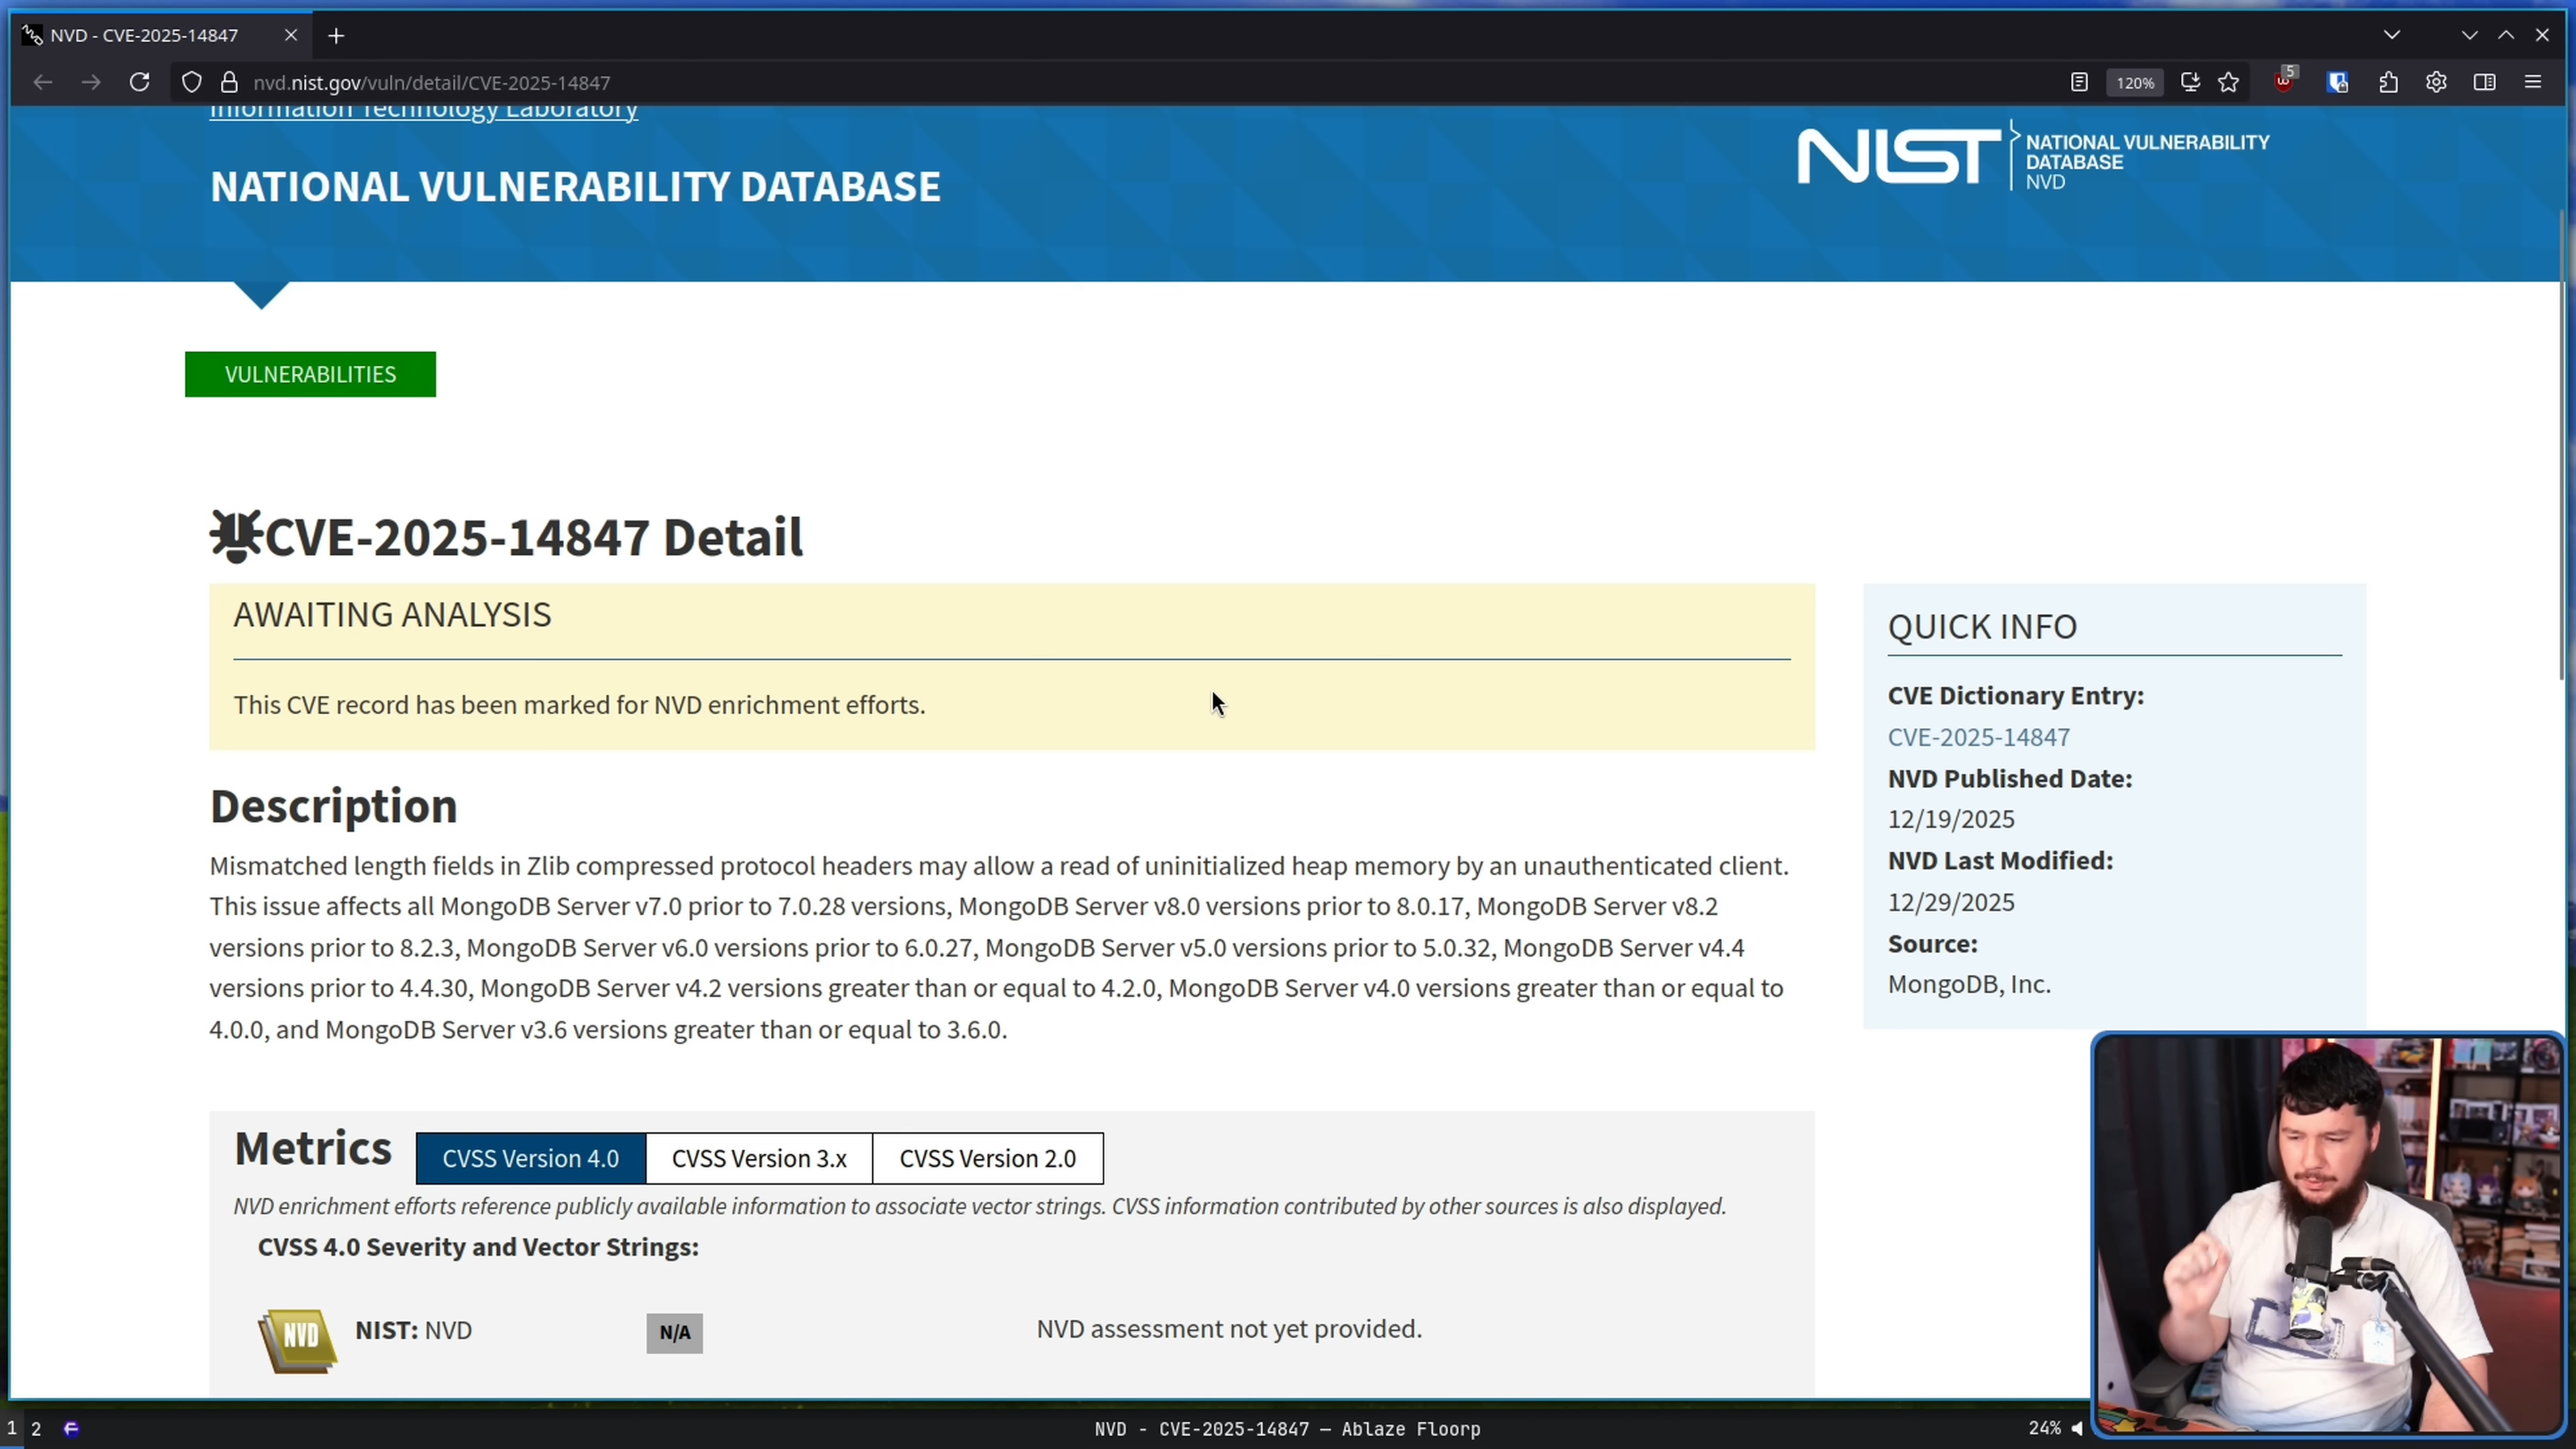 NVD - CVE-2025-14847
nvd.nist.gov/vuln/detail/CVE-2025-14847
120%
5
Information Technology Laboratory
NATIONAL VULNERABILITY DATABASE
NIST
NATIONAL VULNERABILITY
DATABASE
NVD
VULNERABILITIES
CVE-2025-14847 Detail
AWAITING ANALYSIS
This CVE record has been marked for NVD enrichment efforts.
Description
Mismatched length fields in Zlib compressed protocol headers may allow a read of uninitialized heap memory by an unauthenticated client.
This issue affects all MongoDB Server v7.0 prior to 7.0.28 versions, MongoDB Server v8.0 versions prior to 8.0.17, MongoDB Server v8.2
versions prior to 8.2.3, MongoDB Server v6.0 versions prior to 6.0.27, MongoDB Server v5.0 versions prior to 5.0.32, MongoDB Server v4.4
versions prior to 4.4.30, MongoDB Server v4.2 versions greater than or equal to 4.2.0, MongoDB Server v4.0 versions greater than or equal to
4.0.0, and MongoDB Server v3.6 versions greater than or equal to 3.6.0.
QUICK INFO
CVE Dictionary Entry:
CVE-2025-14847
NVD Published Date:
12/19/2025
NVD Last Modified:
12/29/2025
Source:
MongoDB, Inc.
Metrics
CVSS Version 4.0
CVSS Version 3.x
CVSS Version 2.0
NVD enrichment efforts reference publicly available information to associate vector strings. CVSS information contributed by other sources is also displayed.
CVSS 4.0 Severity and Vector Strings:
NVD
NIST: NVD
N/A
NVD assessment not yet provided.
1 2
NVD - CVE-2025-14847 — Ablaze Floorp
24%